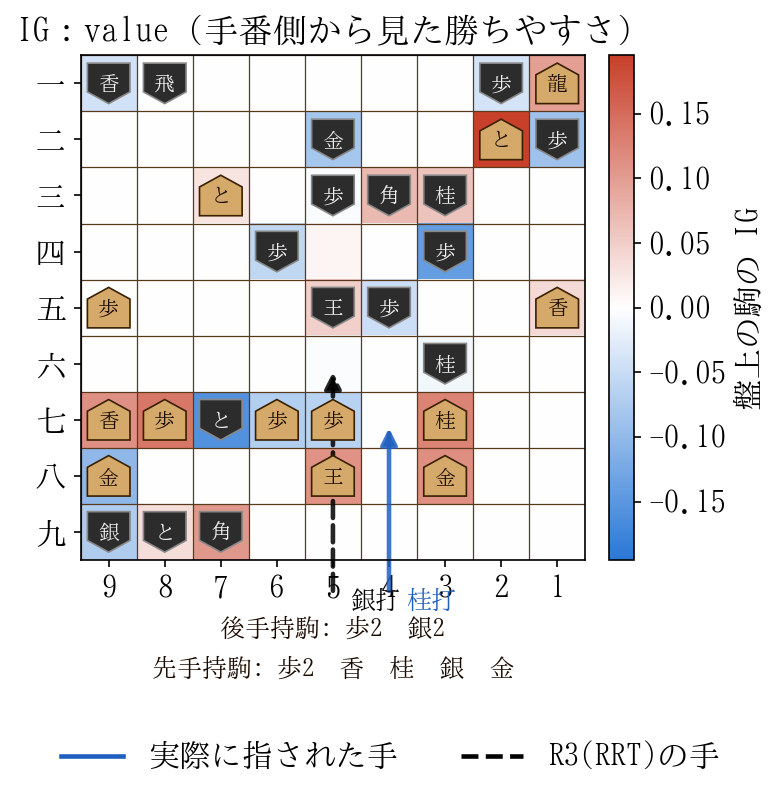 IG：value（手番側から見た勝ちやすさ）
一 香 飛 歩 龍
二 金 と 歩
三 と 歩 角 桂
四 歩 歩
五 歩 王 歩 香
六 桂
七 香 歩 と 歩 歩 桂
八 金 王 金
九 銀 と 角
9 8 7 6 5 4 3 2 1
銀打 桂打
後手持駒: 歩2 銀2
先手持駒: 歩2 香 桂 銀 金
0.15
0.10
0.05
0.00
−0.05
−0.10
−0.15
盤上の駒の IG
実際に指された手 R3(RRT)の手